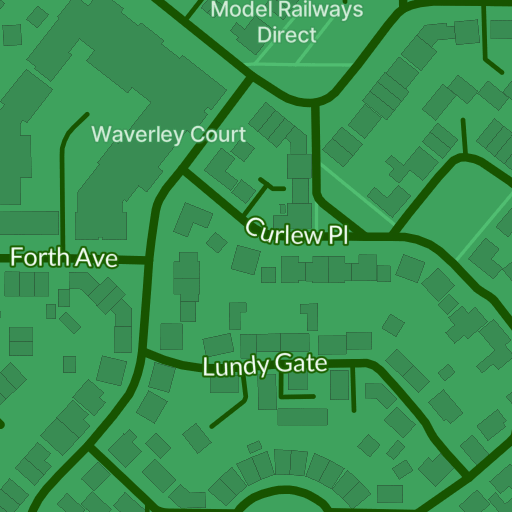 Model Railways
Direct
Waverley Court
Curlew Pl
Forth Ave
Lundy Gate